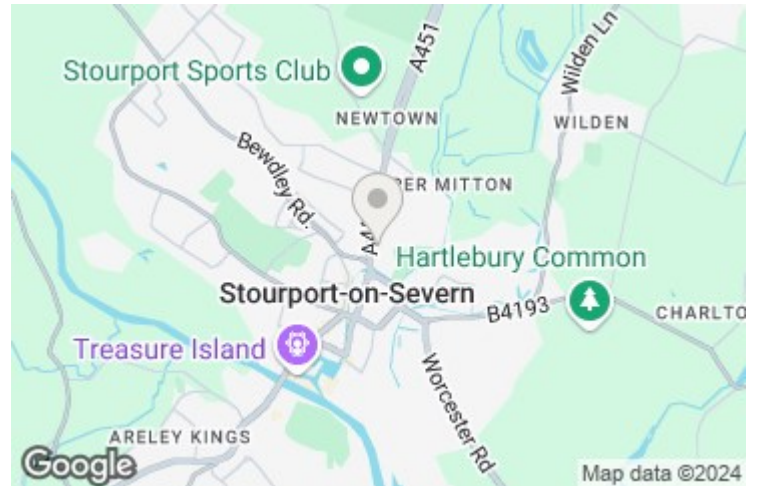 A451
Stourport Sports Club
Wilden Ln
NEWTOWN
WILDEN
Bewdley Rd.
PER MITTON
Hartlebury Common
Stourport-on-Severn
B4193
CHARLTO
Treasure Island
Worcester Rd
ARELEY KINGS
Google
Map data ©2024